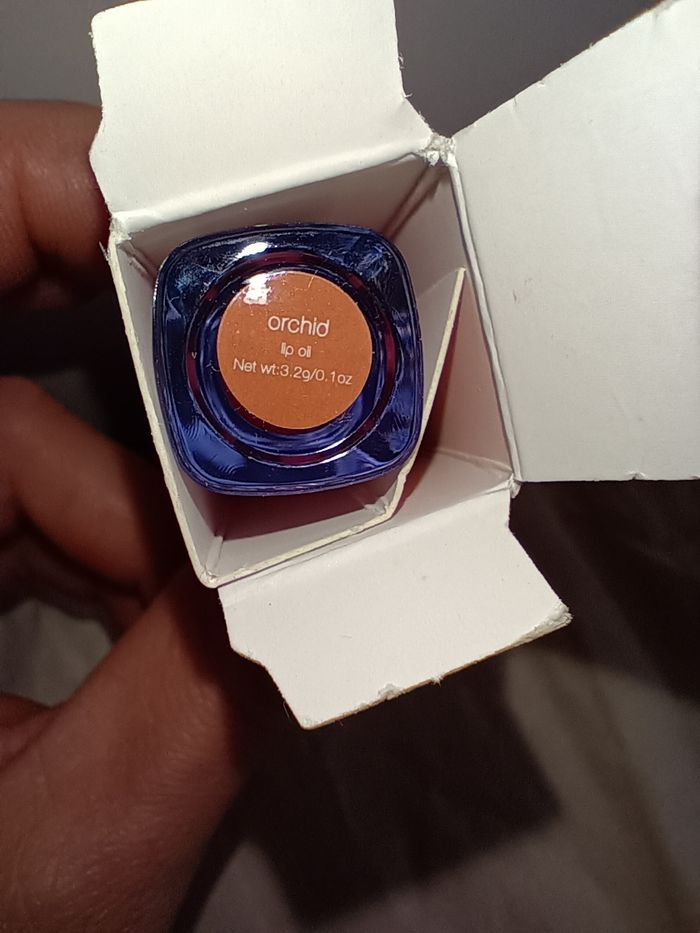 orchid
lip oil
Net wt:3.2g/0.1oz